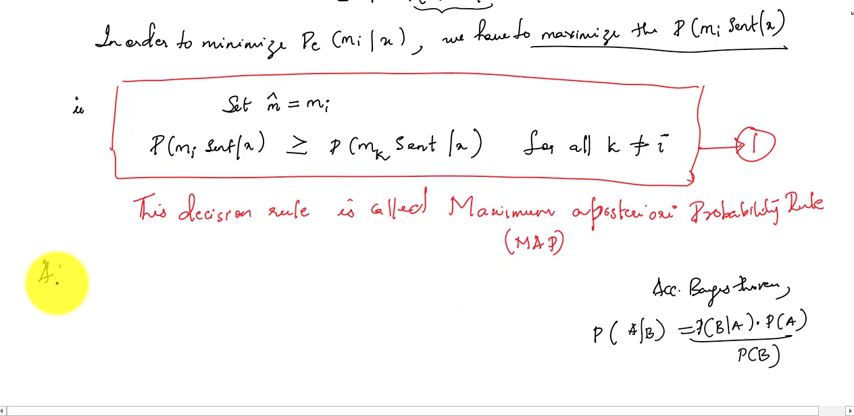 In order to minimize Pe (mi | x), we have to maximize the P(mi sent|x)
ie
Set m̂ = mi
P(mi sent|x) ≥ P(mk sent |x) for all k ≠ i
1
This decision rule is called Maximum aposteriori Probability Rule
(MAP)
A:
Acc. Bayes theorem,
P( A|B) = P(B|A) · P(A)
P(B)